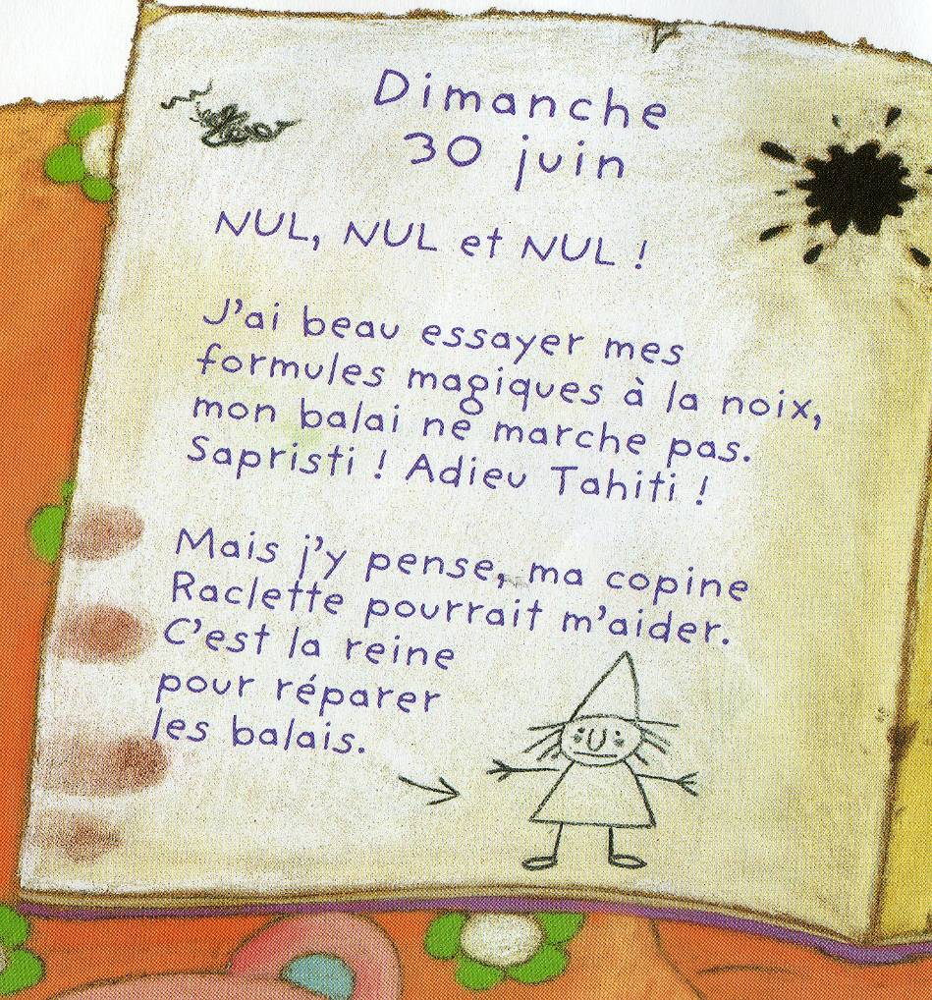 Dimanche
30 juin
NUL, NUL et NUL !
J'ai beau essayer mes
formules magiques à la noix,
mon balai ne marche pas.
Sapristi ! Adieu Tahiti !
Mais j'y pense, ma copine
Raclette pourrait m'aider.
C'est la reine
pour réparer
les balais.